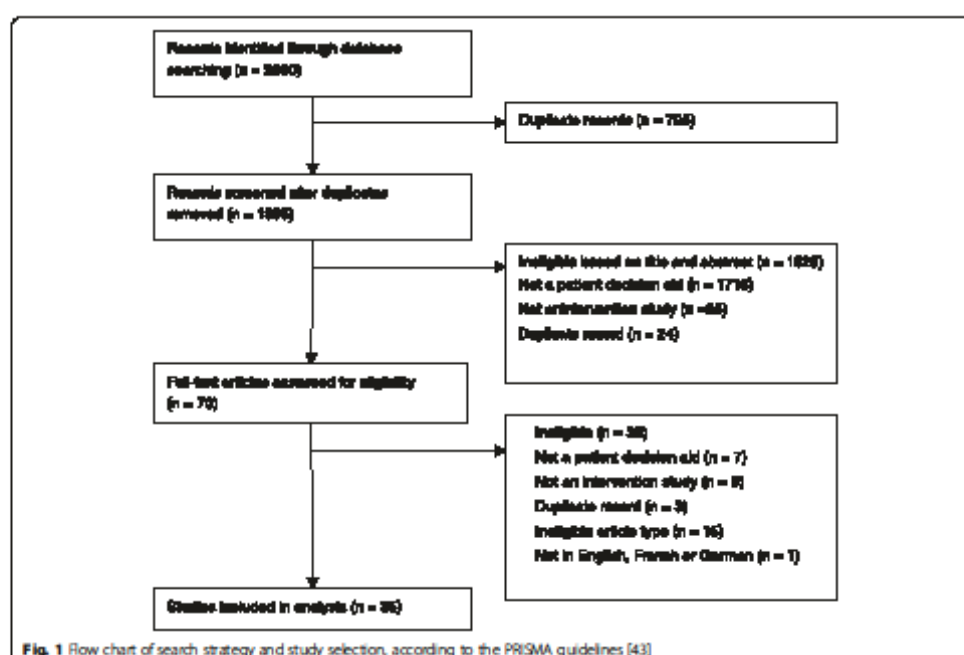 Records identified through database
searching (n =
Duplicate records (n =
Records screened after duplicates
removed (n =
Ineligible based on title and abstract (n =
Not a patient decision aid (n = 1716)
Not an intervention study (n =
Duplicate record (n = 24)
Full-text articles assessed for eligibility
(n = 70)
Ineligible (n =
Not a patient decision aid (n = 7)
Not an intervention study (n =
Duplicate record (n = 3)
Ineligible article type (n =
Not in English, French or German (n = 1)
Studies included in analysis (n =
Fig. 1 Flow chart of search strategy and study selection, according to the PRISMA guidelines [43]